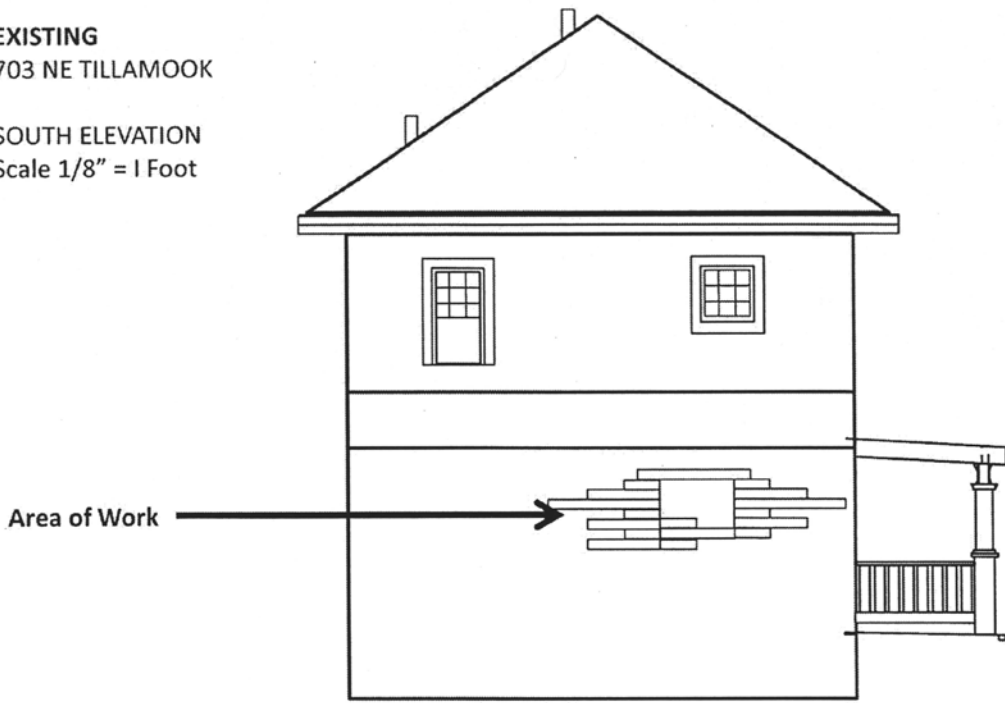 EXISTING
703 NE TILLAMOOK
SOUTH ELEVATION
Scale 1/8” = I Foot
Area of Work